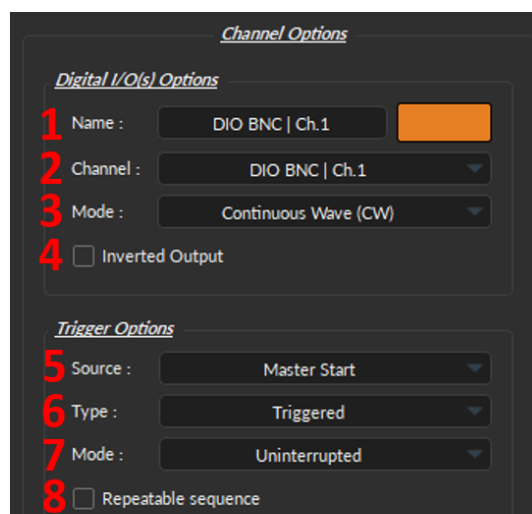 Channel Options
Digital I/O(s) Options
1 Name : DIO BNC | Ch.1
2 Channel : DIO BNC | Ch.1
3 Mode : Continuous Wave (CW)
4 Inverted Output
Trigger Options
5 Source : Master Start
6 Type : Triggered
7 Mode : Uninterrupted
8 Repeatable sequence